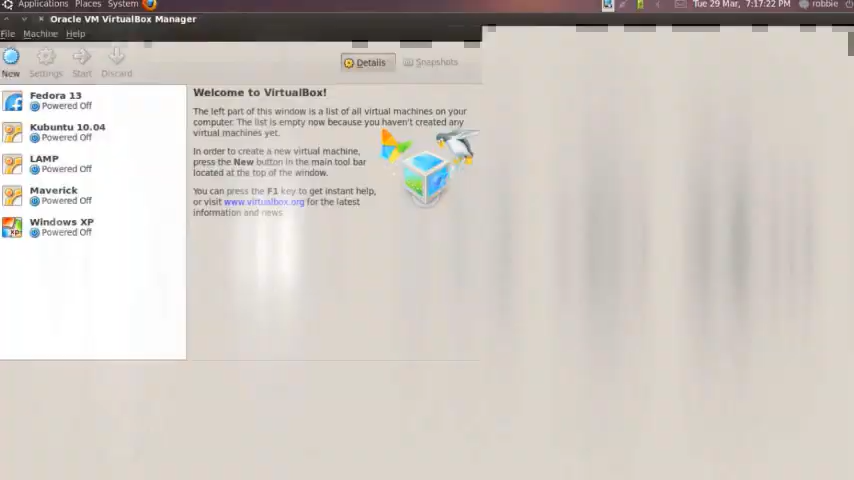 Applications Places System
Tue 29 Mar, 7:17:22 PM
robbie
Oracle VM VirtualBox Manager
File Machine Help
New
Settings
Start
Discard
Details
Snapshots
Fedora 13
Powered Off
Kubuntu 10.04
Powered Off
LAMP
Powered Off
Maverick
Powered Off
Windows XP
Powered Off
Welcome to VirtualBox!
The left part of this window is a list of all virtual machines on your
computer. The list is empty now because you haven't created any
virtual machines yet.
In order to create a new virtual machine,
press the New button in the main tool bar
located at the top of the window.
You can press the F1 key to get instant help,
or visit www.virtualbox.org for the latest
information and news